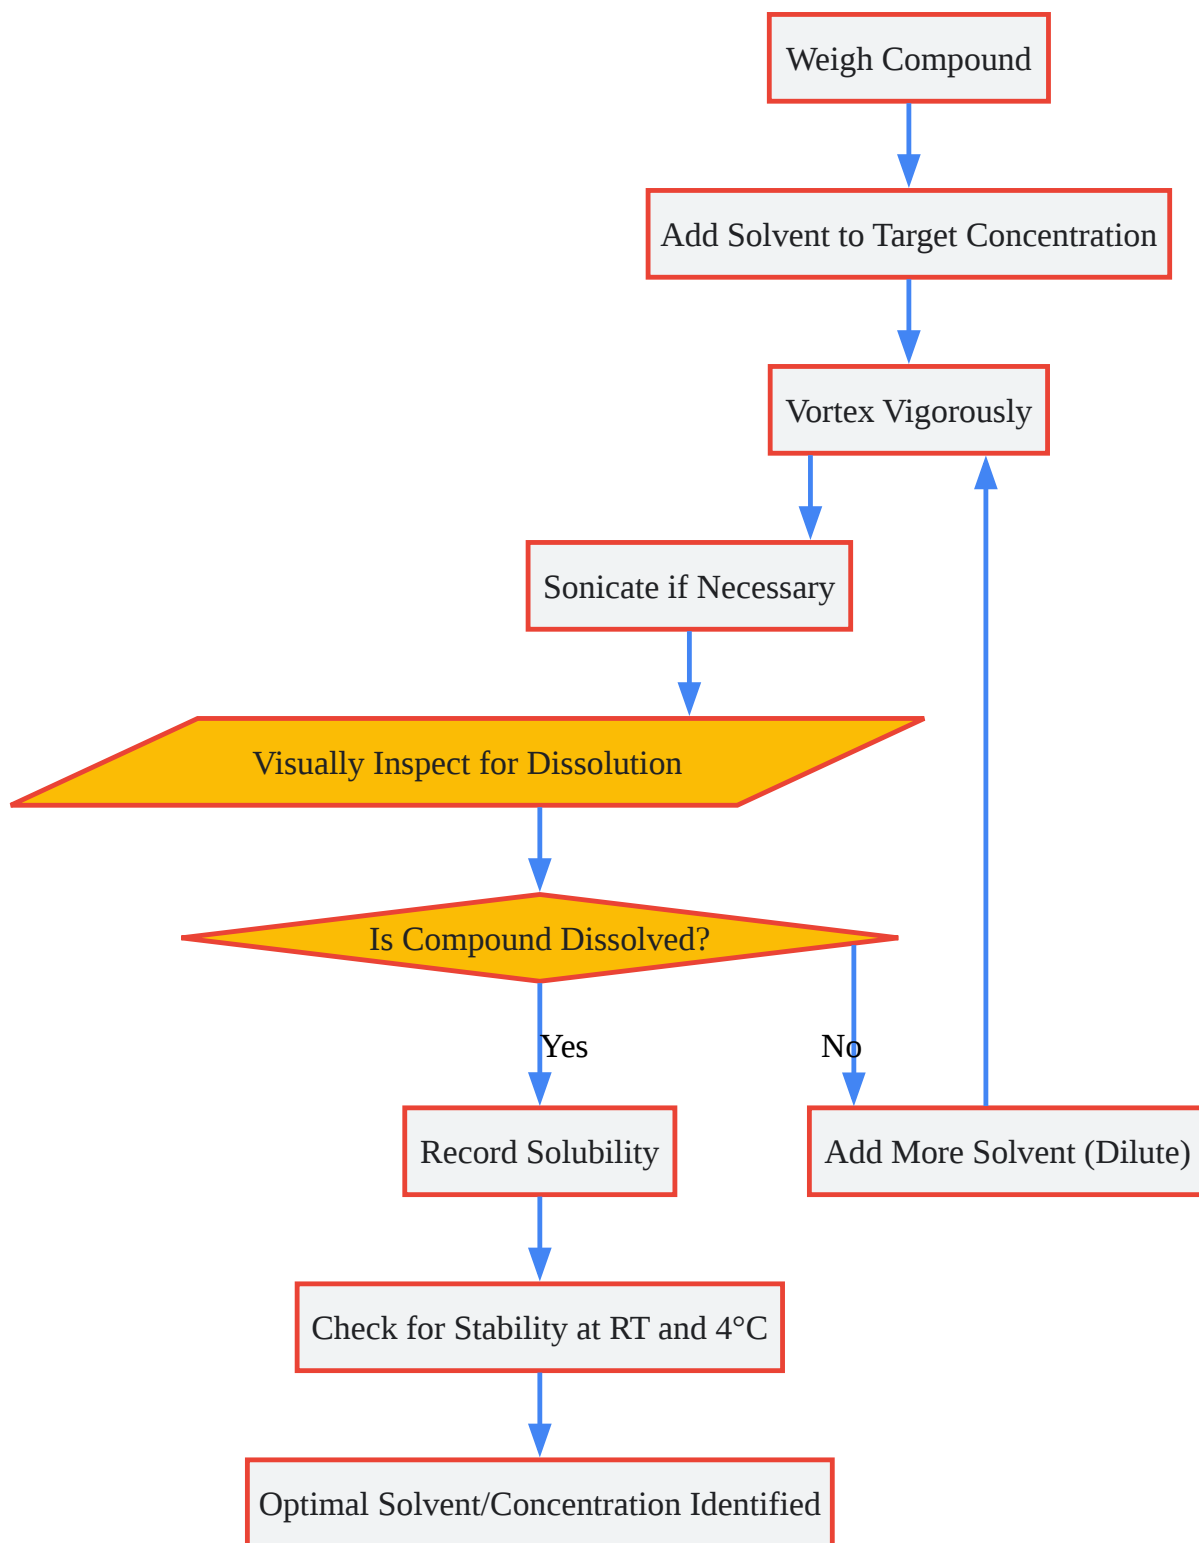 Weigh Compound
Add Solvent to Target Concentration
Vortex Vigorously
Sonicate if Necessary
Visually Inspect for Dissolution
Is Compound Dissolved?
Yes
No
Record Solubility
Add More Solvent (Dilute)
Check for Stability at RT and 4°C
Optimal Solvent/Concentration Identified